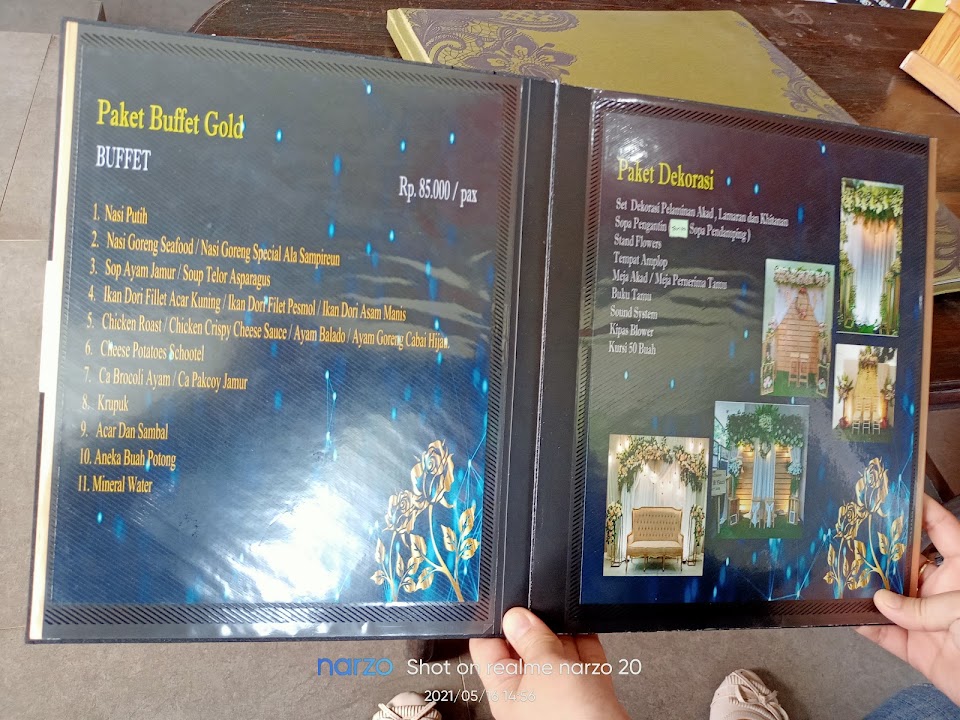 Paket Buffet Gold
BUFFET
Rp. 85.000 / pax
1. Nasi Putih
2. Nasi Goreng Seafood / Nasi Goreng Special Ala Sampireun
3. Sop Ayam Jamur / Soup Telor Asparagus
4. Ikan Dori Fillet Acar Kuning / Ikan Dori Filet Pesmol / Ikan Dori Asam Manis
5. Chicken Roast / Chicken Crispy Cheese Sauce / Ayam Balado / Ayam Goreng Cabai Hijau.
6. Cheese Potatoes Schootel
7. Ca Brocoli Ayam / Ca Pakcoy Jamur
8. Krupuk
9. Acar Dan Sambal
10. Aneka Buah Potong
11. Mineral Water
Paket Dekorasi
Set Dekorasi Pelaminan Akad , Lamaran dan Khitanan
Sopa Pengantin Sopa Pendamping )
Stand Flowers
Tempat Amplop
Meja Akad / Meja Penerima Tamu
Buku Tamu
Sound System
Kipas Blower
Kursi 50 Buah
narzo Shot on realme narzo 20
2021/05/16 14:56